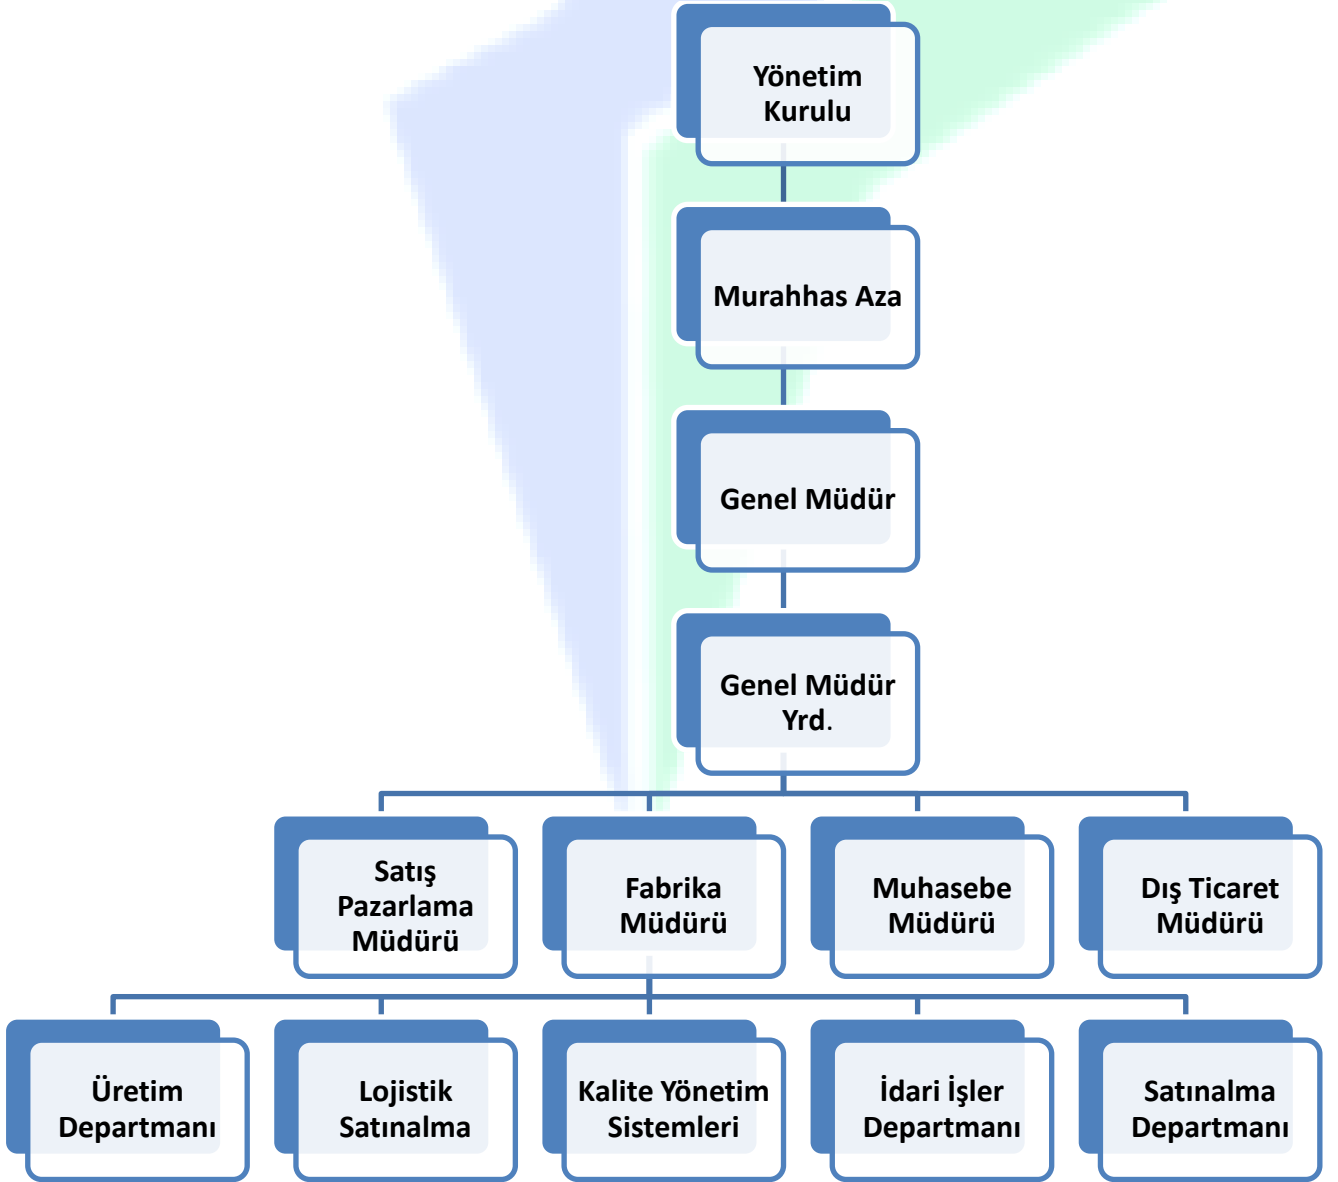 Yönetim
Kurulu
Murahhas Aza
Genel Müdür
Genel Müdür
Yrd.
Satış
Pazarlama
Müdürü
Fabrika
Müdürü
Muhasebe
Müdürü
Dış Ticaret
Müdürü
Üretim
Departmanı
Lojistik
Satınalma
Kalite Yönetim
Sistemleri
İdari İşler
Departmanı
Satınalma
Departmanı